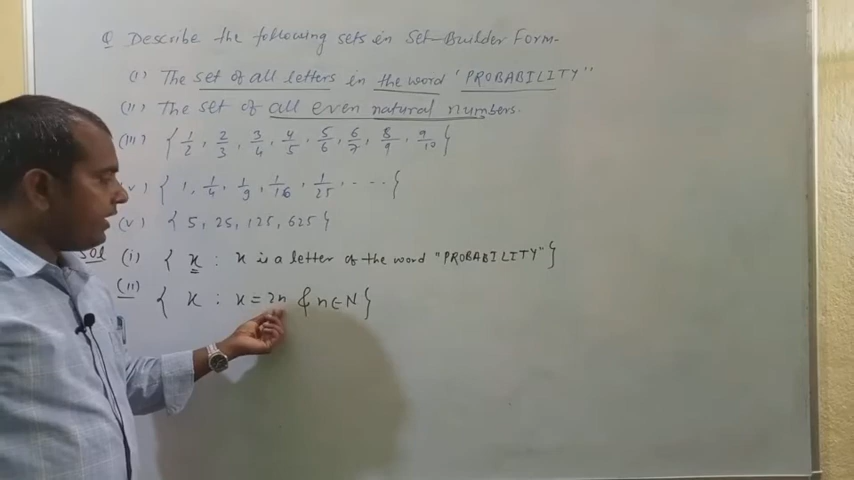 Q Describe the following sets in Set-Builder Form-
(i) The set of all letters in the word 'PROBABILITY'
(ii) The set of all even natural numbers.
(iii) { 1/2, 2/3, 3/4, 4/5, 5/6, 6/7, 8/9, 9/10 }
v) { 1, 1/4, 1/9, 1/16, 1/25, ---- }
(v) { 5, 25, 125, 625 }
Sol (i) { x : x is a letter of the word "PROBABILITY" }
(ii) { x : x = 2n & n ∈ N }